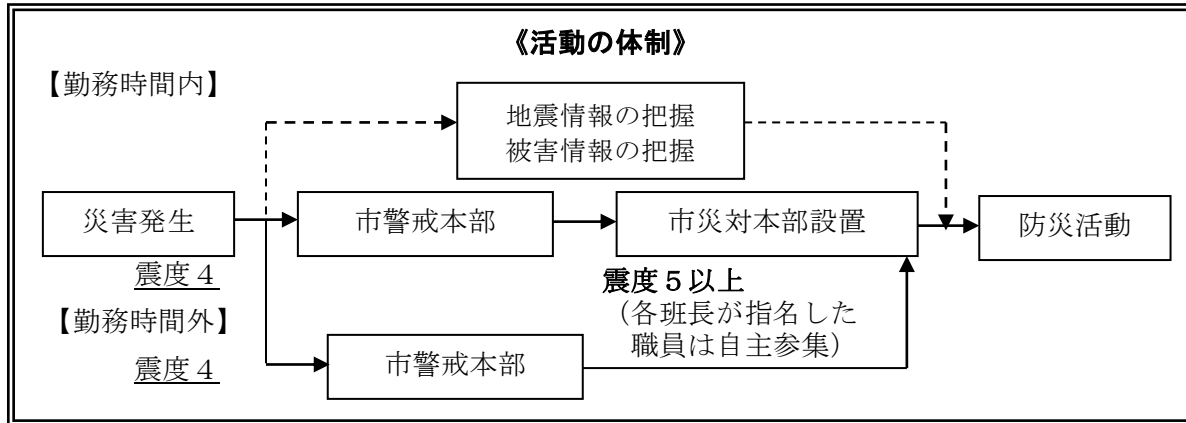 《活動の体制》
【勤務時間内】
地震情報の把握
被害情報の把握
災害発生
市警戒本部
市災対本部設置
防災活動
震度４
震度５以上
（各班長が指名した
職員は自主参集）
【勤務時間外】
震度４
市警戒本部